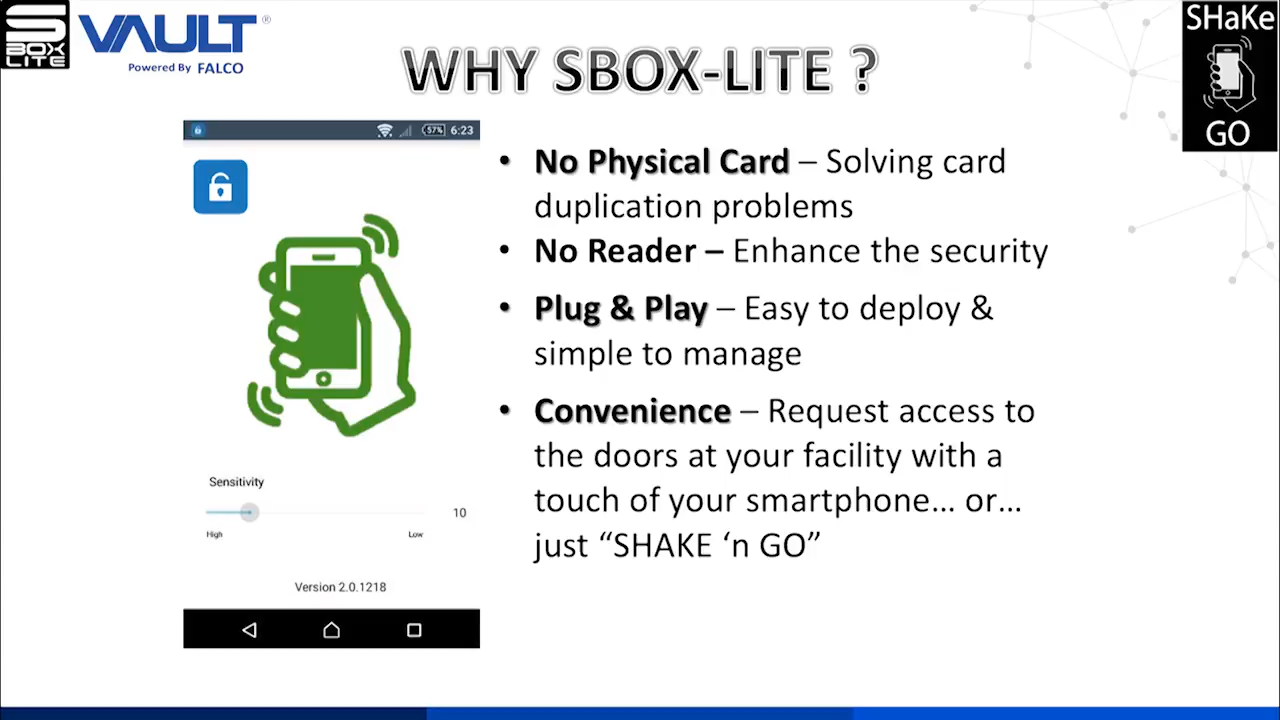 S
BOX
LITE
VAULT®
Powered By FALCO
WHY SBOX-LITE ?
SHaKe
GO
57% 6:23
• No Physical Card – Solving card
duplication problems
• No Reader – Enhance the security
• Plug & Play – Easy to deploy &
simple to manage
• Convenience – Request access to
the doors at your facility with a
touch of your smartphone… or…
just “SHAKE ‘n GO”
Sensitivity
10
High Low
Version 2.0.1218